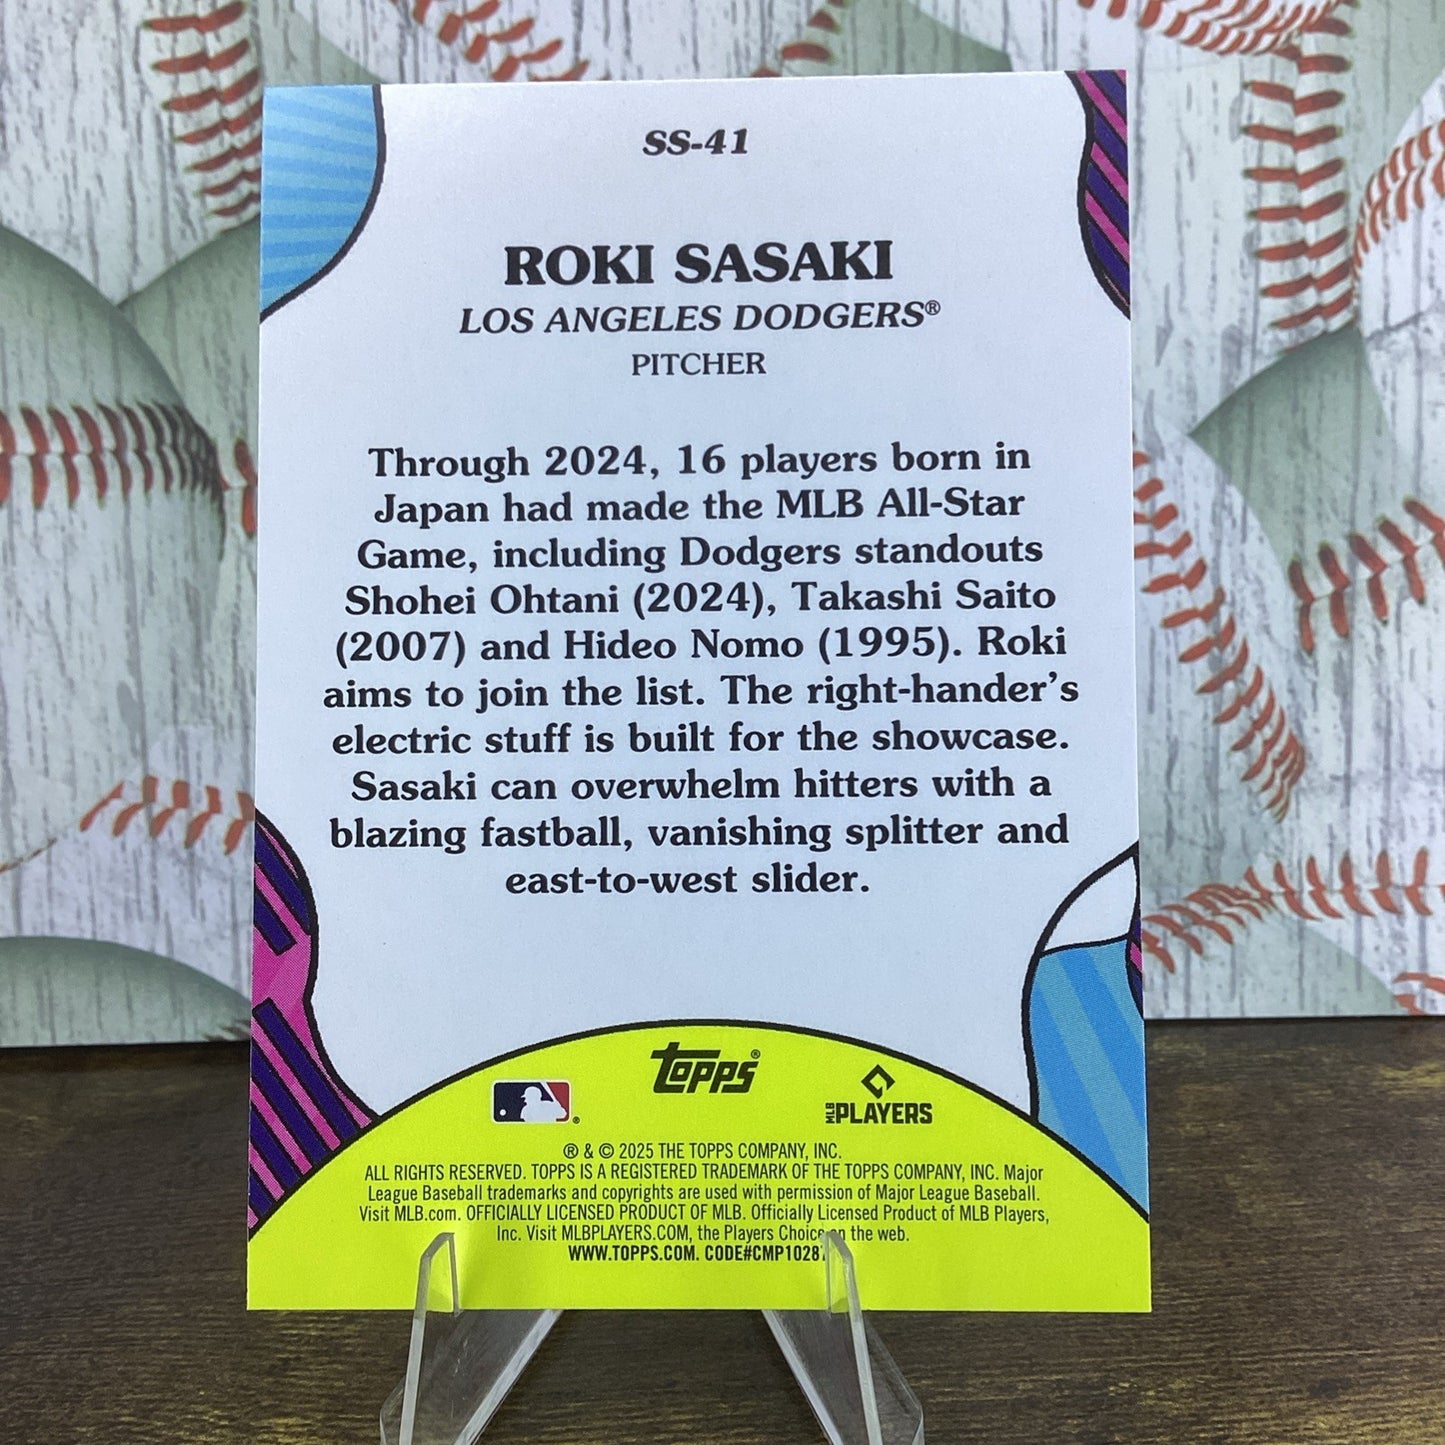 SS-41
ROKI SASAKI
LOS ANGELES DODGERS®
PITCHER
Through 2024, 16 players born in
Japan had made the MLB All-Star
Game, including Dodgers standouts
Shohei Ohtani (2024), Takashi Saito
(2007) and Hideo Nomo (1995). Roki
aims to join the list. The right-hander's
electric stuff is built for the showcase.
Sasaki can overwhelm hitters with a
blazing fastball, vanishing splitter and
east-to-west slider.
TOPPS®
®
MLB PLAYERS
® & © 2025 THE TOPPS COMPANY, INC.
ALL RIGHTS RESERVED. TOPPS IS A REGISTERED TRADEMARK OF THE TOPPS COMPANY, INC. Major
League Baseball trademarks and copyrights are used with permission of Major League Baseball.
Visit MLB.com. OFFICIALLY LICENSED PRODUCT OF MLB. Officially Licensed Product of MLB Players,
Inc. Visit MLBPLAYERS.COM, the Players Choice on the web.
WWW.TOPPS.COM. CODE#CMP10287